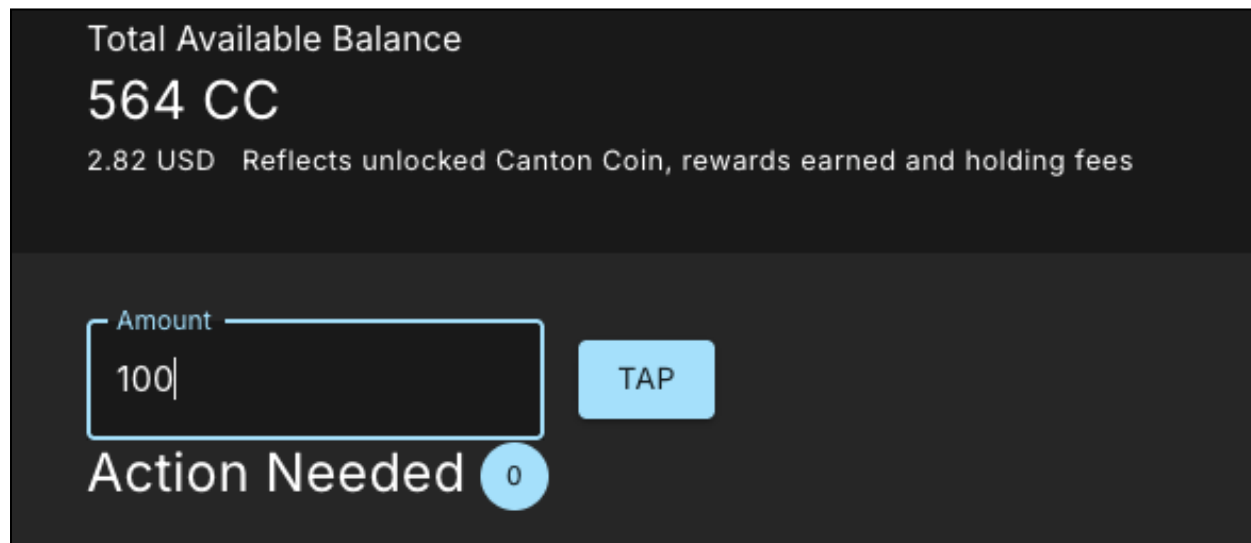 Total Available Balance
564 CC
2.82 USD Reflects unlocked Canton Coin, rewards earned and holding fees
Amount
100
TAP
Action Needed 0